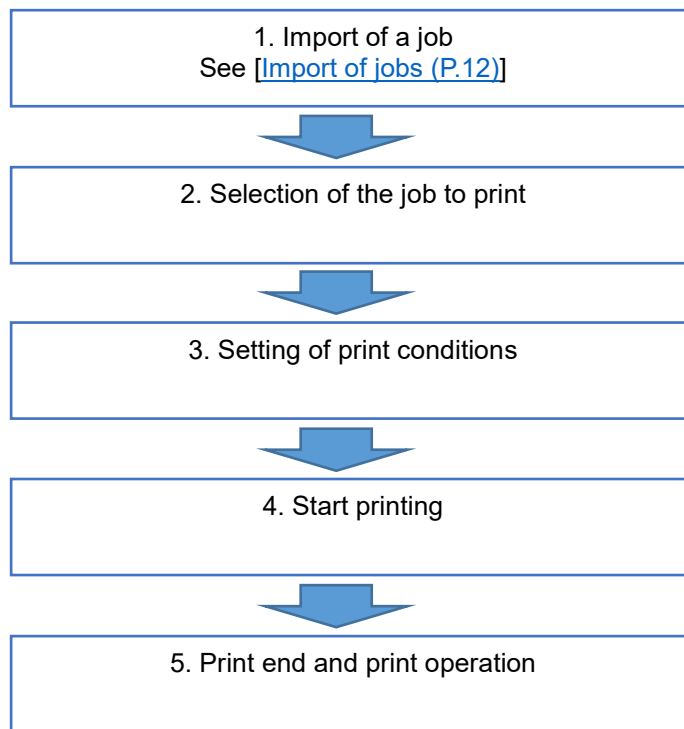 1. Import of a job
See [Import of jobs (P.12)]
2. Selection of the job to print
3. Setting of print conditions
4. Start printing
5. Print end and print operation